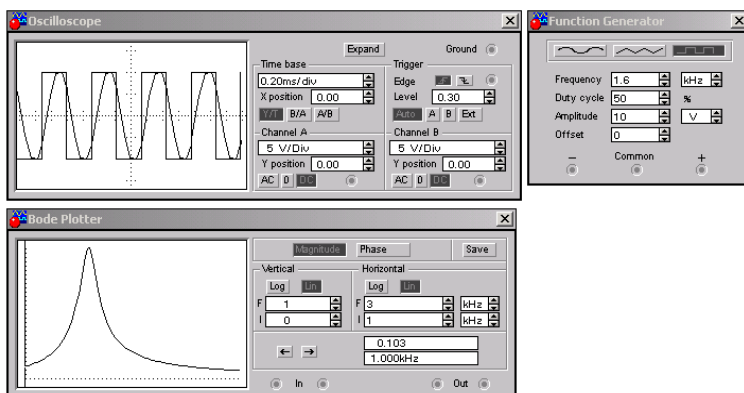 Oscilloscope
Expand Ground
Time base Trigger
0.20ms/div Edge
X position 0.00 Level 0.30
Y/T B/A A/B Auto A B Ext
Channel A Channel B
5 V/Div 5 V/Div
Y position 0.00 Y position 0.00
AC 0 DC AC 0 DC
Function Generator
Frequency 1.6 kHz
Duty cycle 50 %
Amplitude 10 V
Offset 0
− Common +
Bode Plotter
Magnitude Phase Save
Vertical Horizontal
Log Lin Log Lin
F 1 F 3 kHz
I 0 I 1 kHz
← → 0.103
1.000kHz
In Out